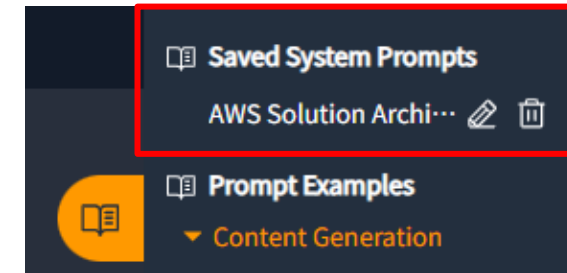 Saved System Prompts
AWS Solution Archi···
Prompt Examples
Content Generation